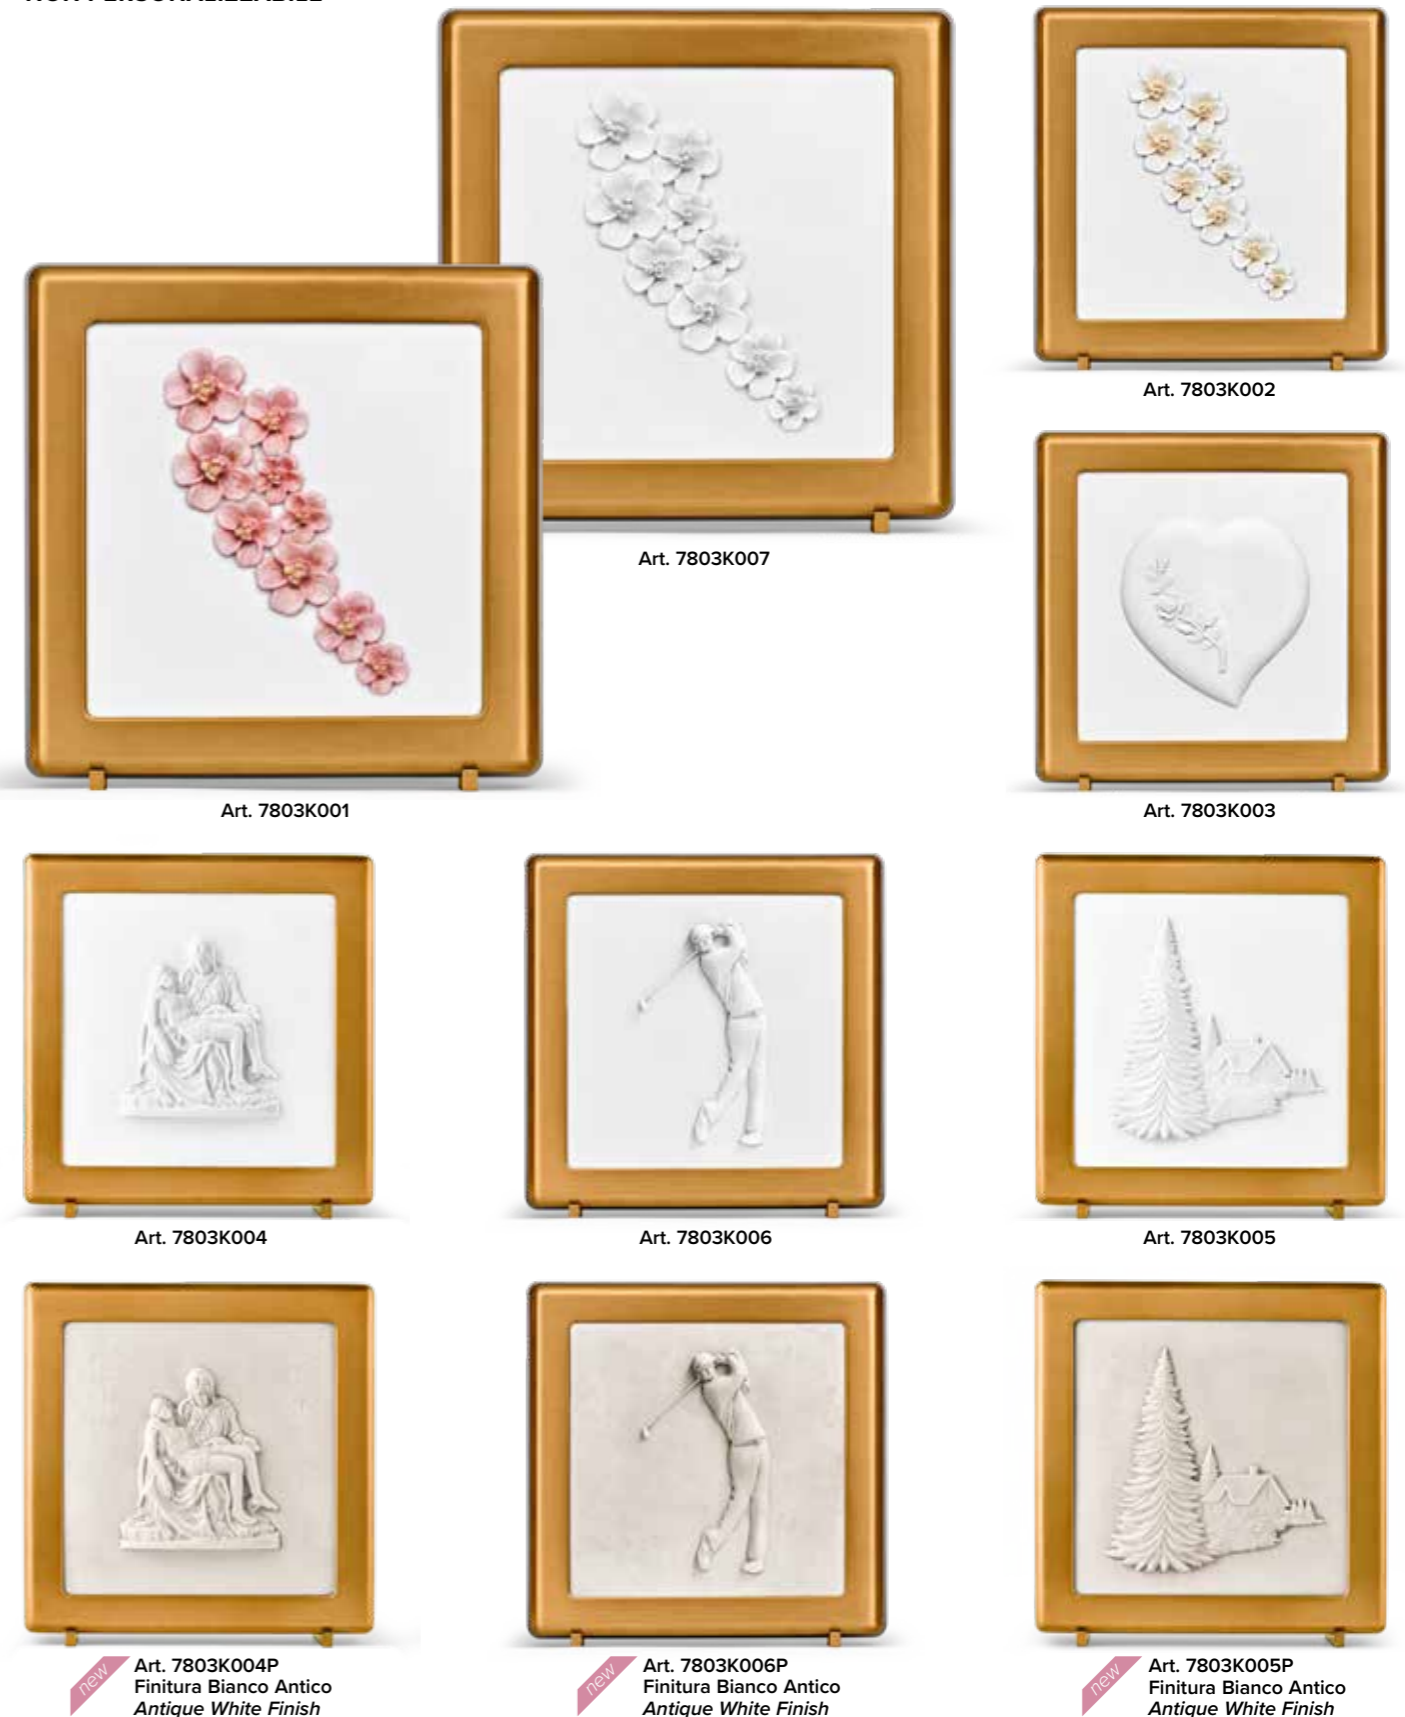 Art. 7803K002
Art. 7803K007
Art. 7803K001
Art. 7803K003
Art. 7803K004
Art. 7803K006
Art. 7803K005
new
Art. 7803K004P
Finitura Bianco Antico
Antique White Finish
new
Art. 7803K006P
Finitura Bianco Antico
Antique White Finish
new
Art. 7803K005P
Finitura Bianco Antico
Antique White Finish